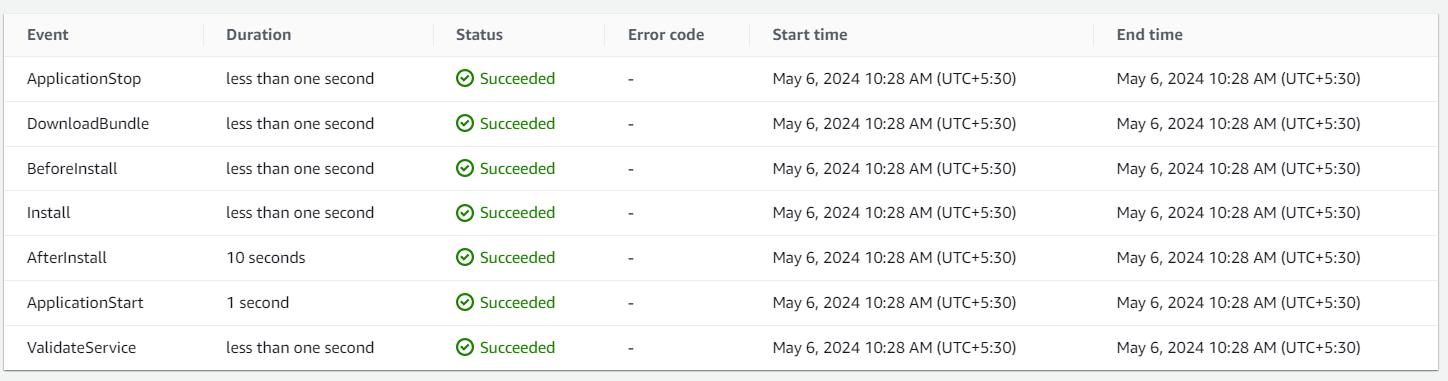 Event Duration Status Error code Start time End time
ApplicationStop less than one second Succeeded - May 6, 2024 10:28 AM (UTC+5:30) May 6, 2024 10:28 AM (UTC+5:30)
DownloadBundle less than one second Succeeded - May 6, 2024 10:28 AM (UTC+5:30) May 6, 2024 10:28 AM (UTC+5:30)
BeforeInstall less than one second Succeeded - May 6, 2024 10:28 AM (UTC+5:30) May 6, 2024 10:28 AM (UTC+5:30)
Install less than one second Succeeded - May 6, 2024 10:28 AM (UTC+5:30) May 6, 2024 10:28 AM (UTC+5:30)
AfterInstall 10 seconds Succeeded - May 6, 2024 10:28 AM (UTC+5:30) May 6, 2024 10:28 AM (UTC+5:30)
ApplicationStart 1 second Succeeded - May 6, 2024 10:28 AM (UTC+5:30) May 6, 2024 10:28 AM (UTC+5:30)
ValidateService less than one second Succeeded - May 6, 2024 10:28 AM (UTC+5:30) May 6, 2024 10:28 AM (UTC+5:30)